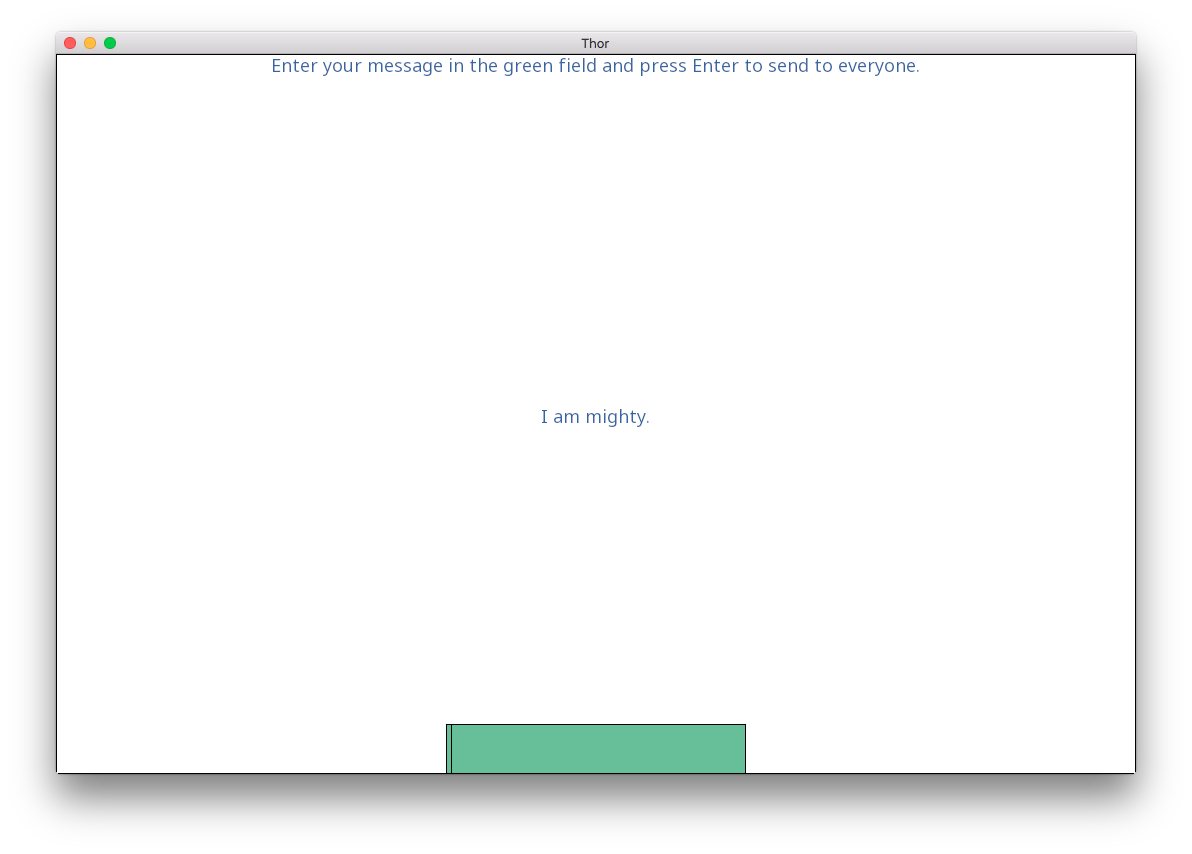 Thor
Enter your message in the green field and press Enter to send to everyone.
I am mighty.